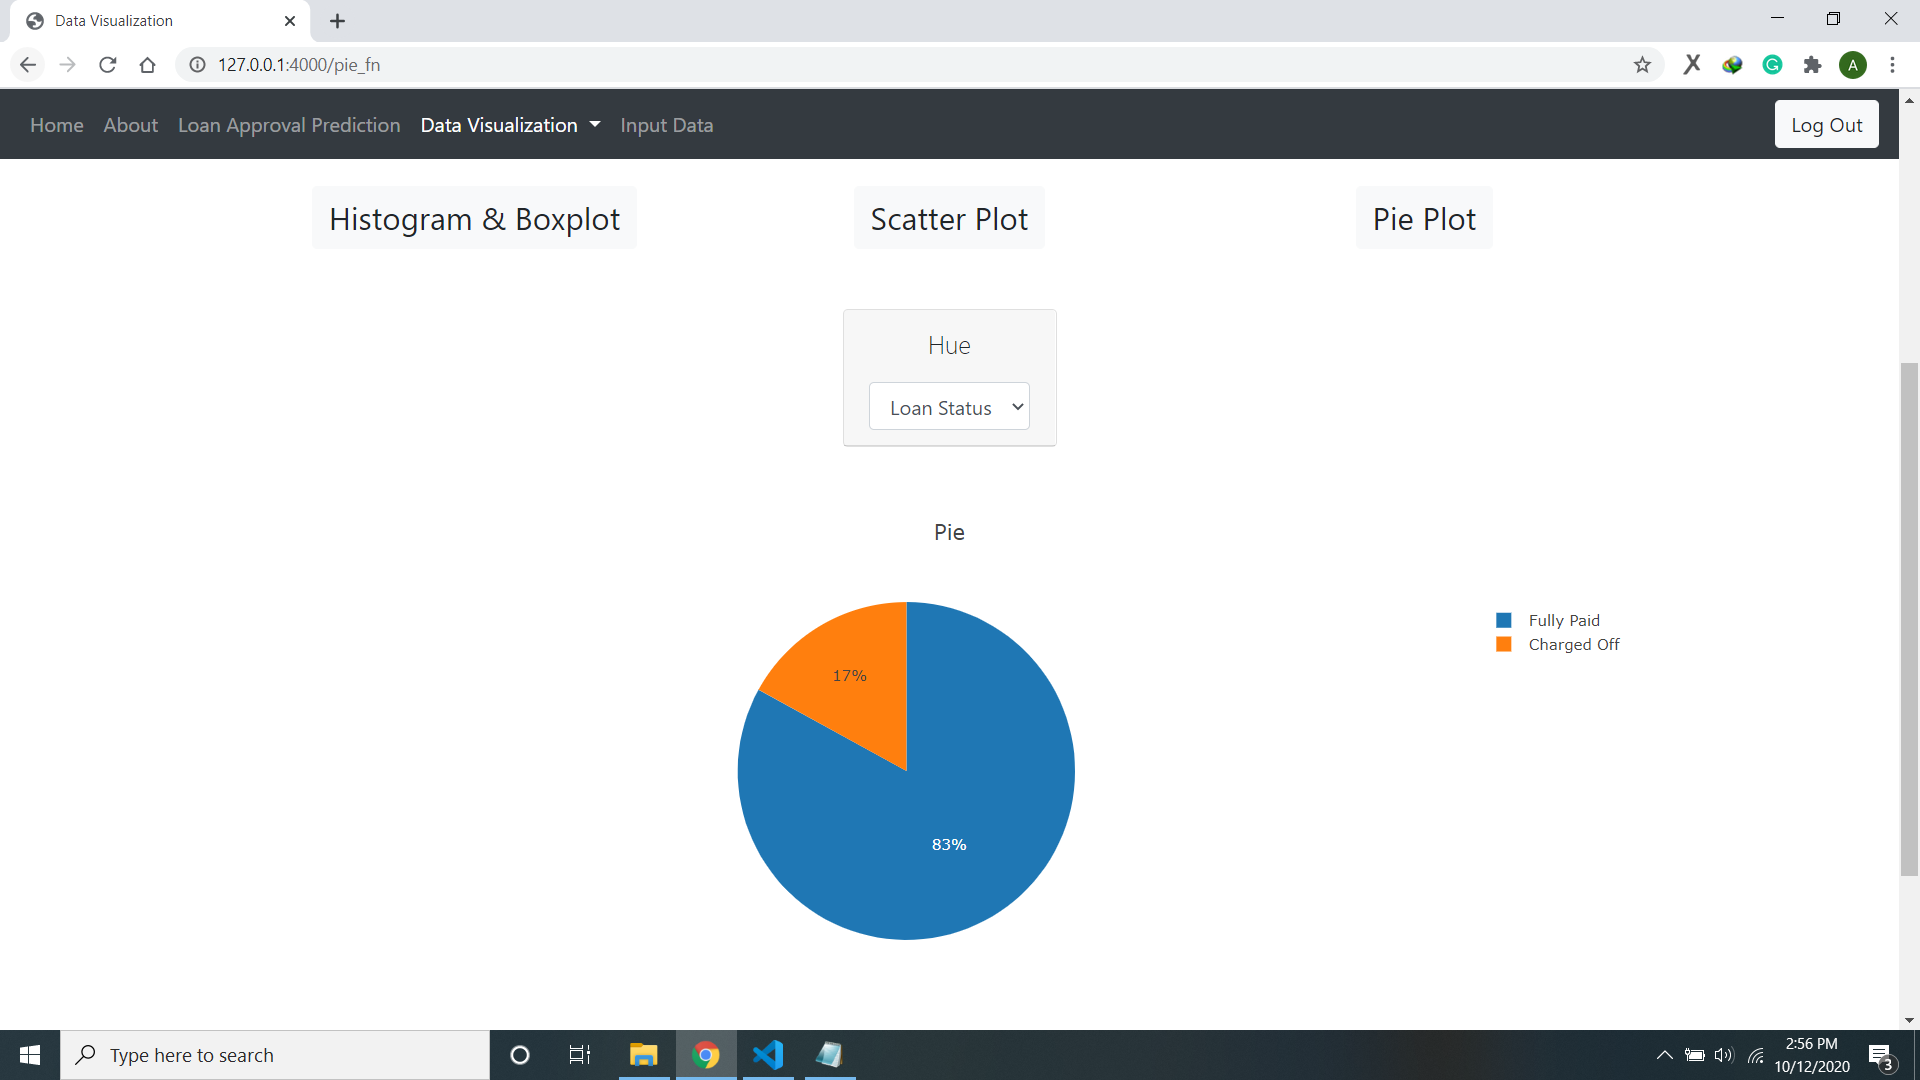 Data Visualization
127.0.0.1:4000/pie_fn
A
Home About Loan Approval Prediction Data Visualization Input Data Log Out
Histogram & Boxplot Scatter Plot Pie Plot
Hue
Loan Status
Pie
Fully Paid
Charged Off
17%
83%
Type here to search
2:56 PM
10/12/2020
3